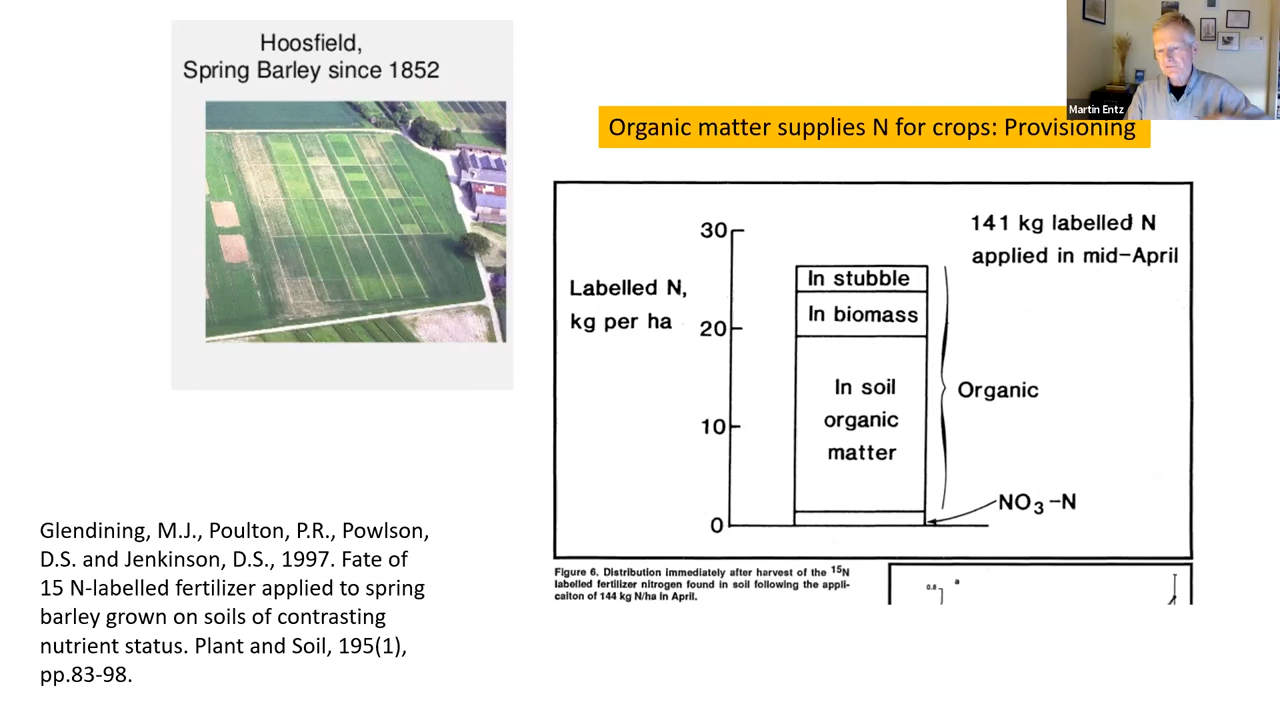 Hoosfield,
Spring Barley since 1852
Martin Entz
Organic matter supplies N for crops: Provisioning
141 kg labelled N
applied in mid-April
30
Labelled N,
kg per ha
20
10
0
In stubble
In biomass
In soil
organic
matter
Organic
NO3-N
Figure 6. Distribution immediately after harvest of the 15N
labelled fertilizer nitrogen found in soil following the appli-
caiton of 144 kg N/ha in April.
0.8
a
Glendining, M.J., Poulton, P.R., Powlson,
D.S. and Jenkinson, D.S., 1997. Fate of
15 N-labelled fertilizer applied to spring
barley grown on soils of contrasting
nutrient status. Plant and Soil, 195(1),
pp.83-98.